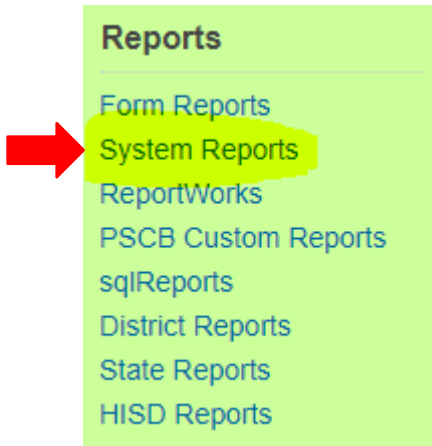 Reports
Form Reports
System Reports
ReportWorks
PSCB Custom Reports
sqlReports
District Reports
State Reports
HISD Reports